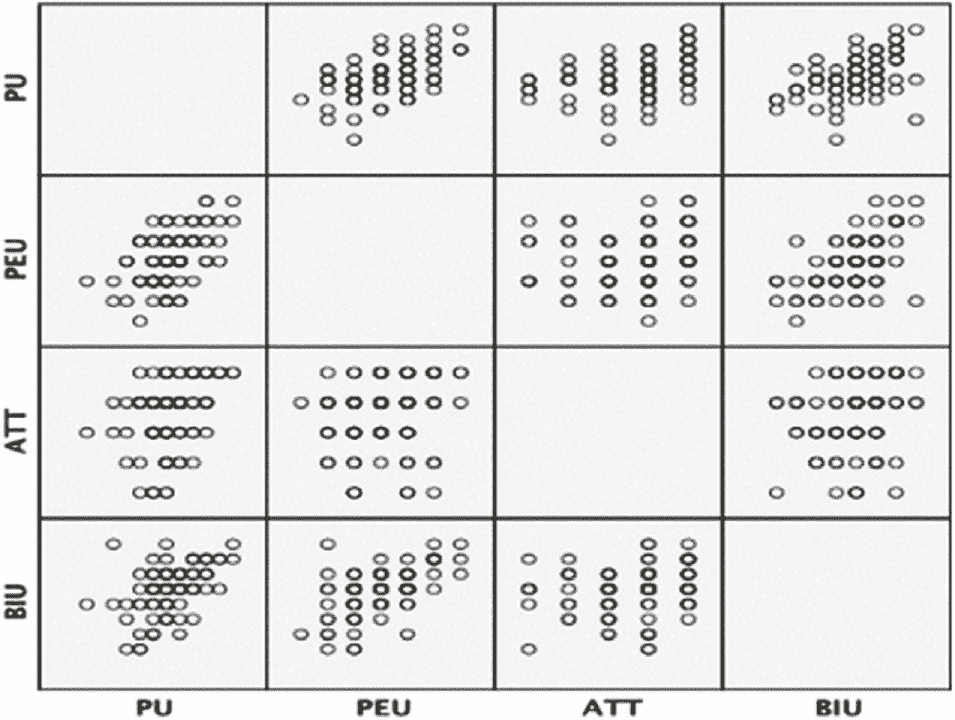 PU
PEU
ATT
BIU
PU PEU ATT BIU